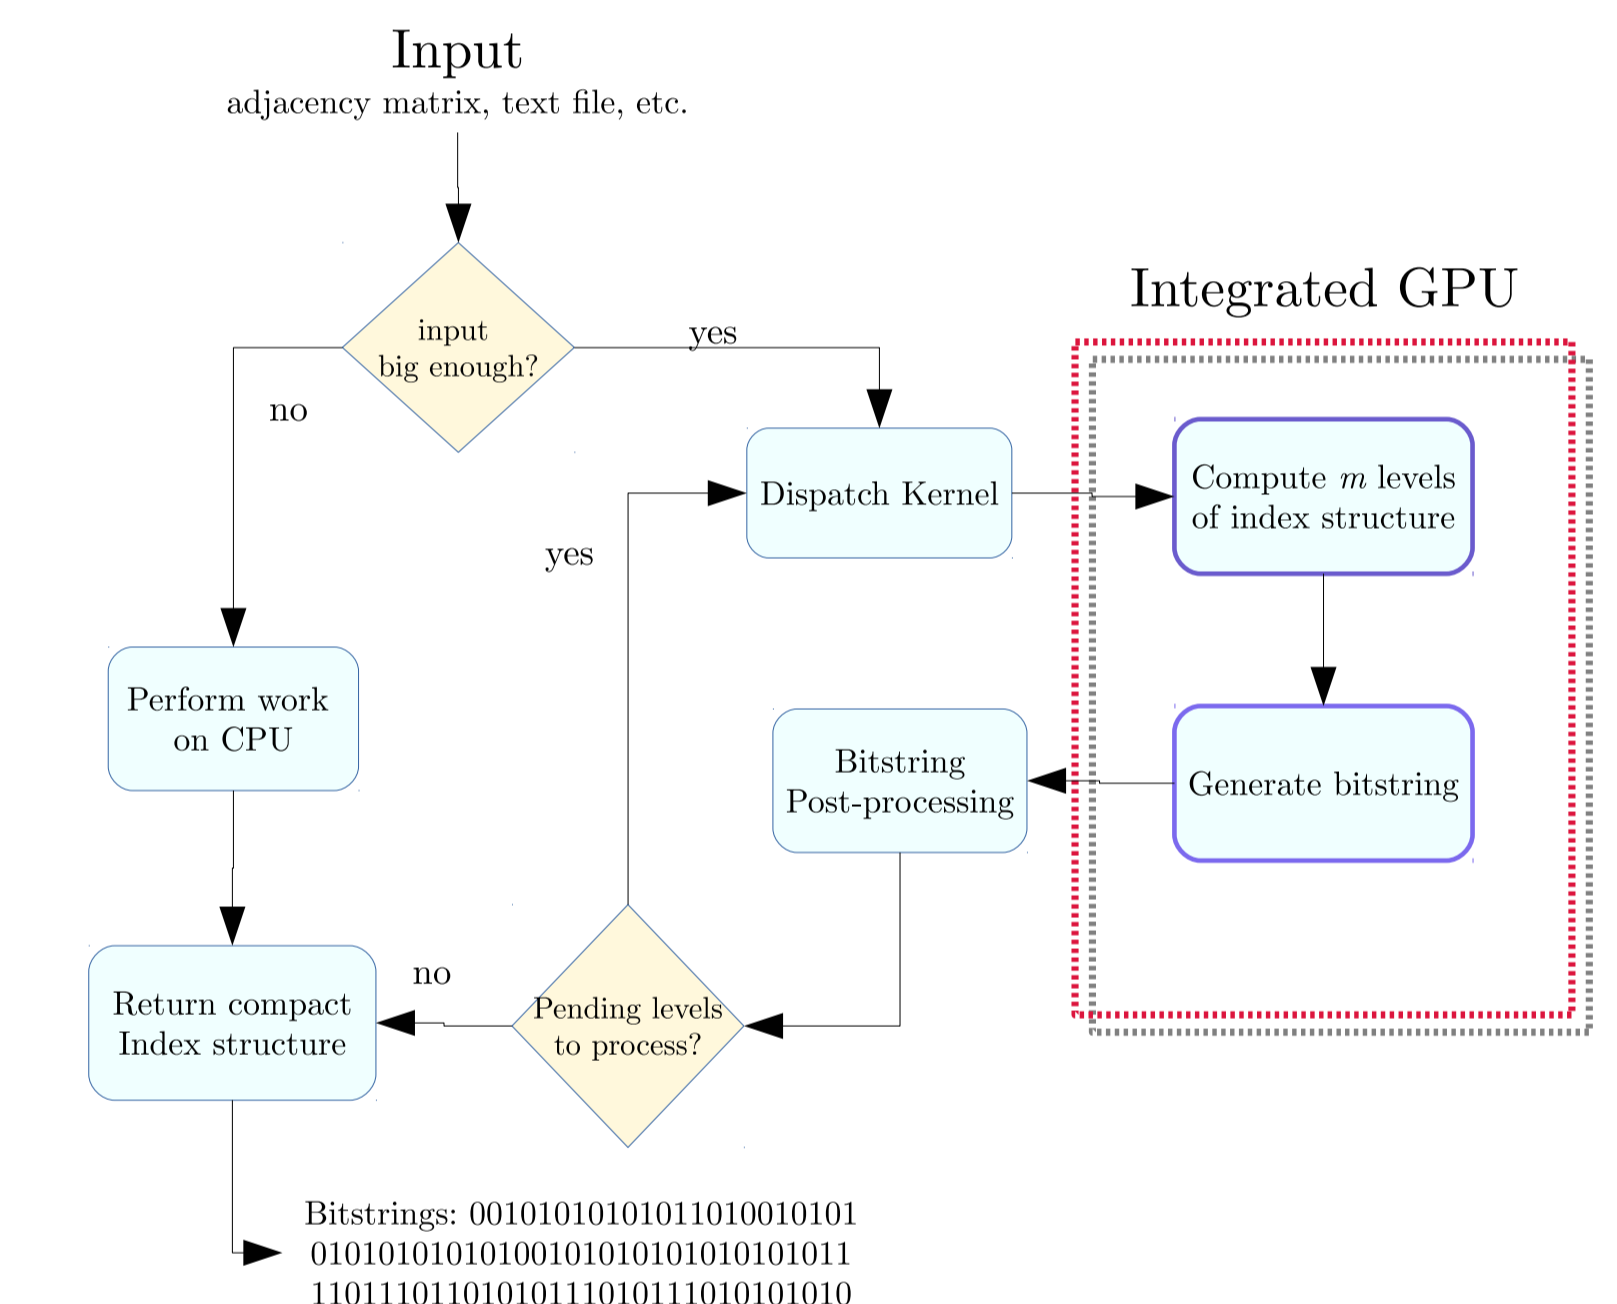 Input
adjacency matrix, text file, etc.
input
big enough?
yes
no
Integrated GPU
Dispatch Kernel
Compute m levels
of index structure
yes
Perform work
on CPU
Bitstring
Post-processing
Generate bitstring
no
Pending levels
to process?
Return compact
Index structure
Bitstrings: 00101010101011010010101
0101010101010010101010101010101011
1101110110101011101011101010101010